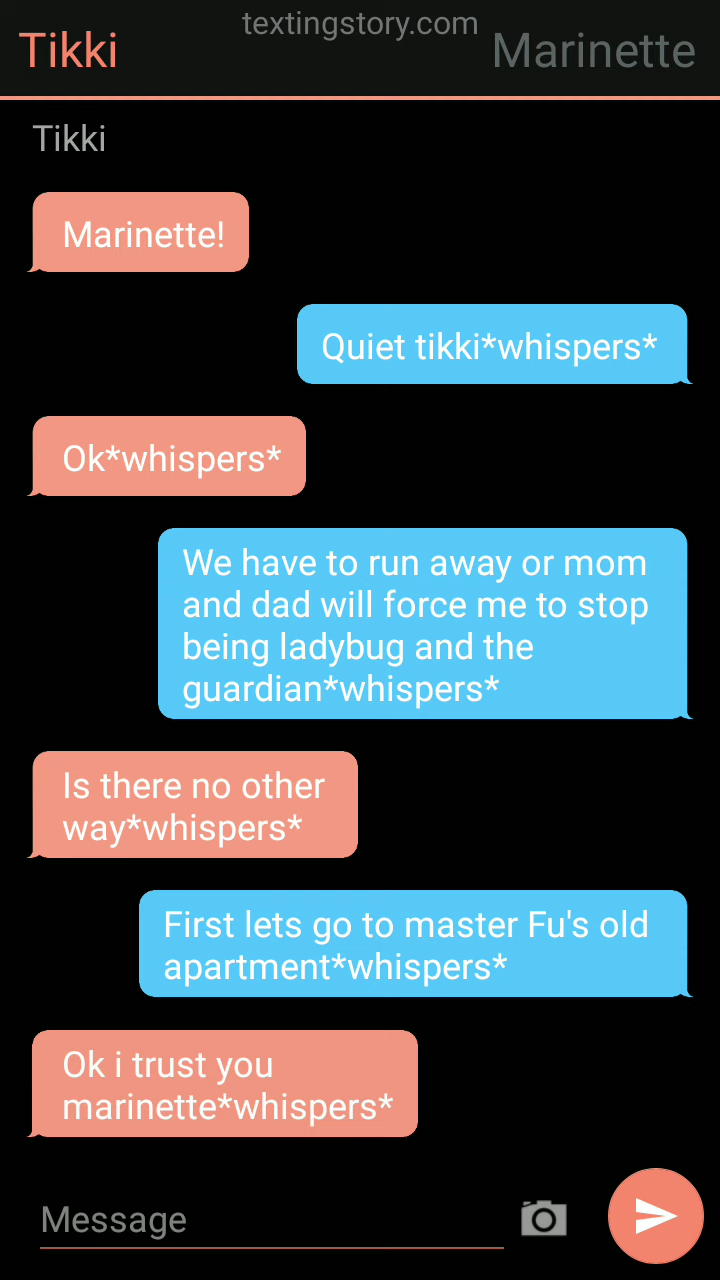 textingstory.com
Tikki
Marinette
Tikki
Marinette!
Quiet tikki*whispers*
Ok*whispers*
We have to run away or mom
and dad will force me to stop
being ladybug and the
guardian*whispers*
Is there no other
way*whispers*
First lets go to master Fu's old
apartment*whispers*
Ok i trust you
marinette*whispers*
Message